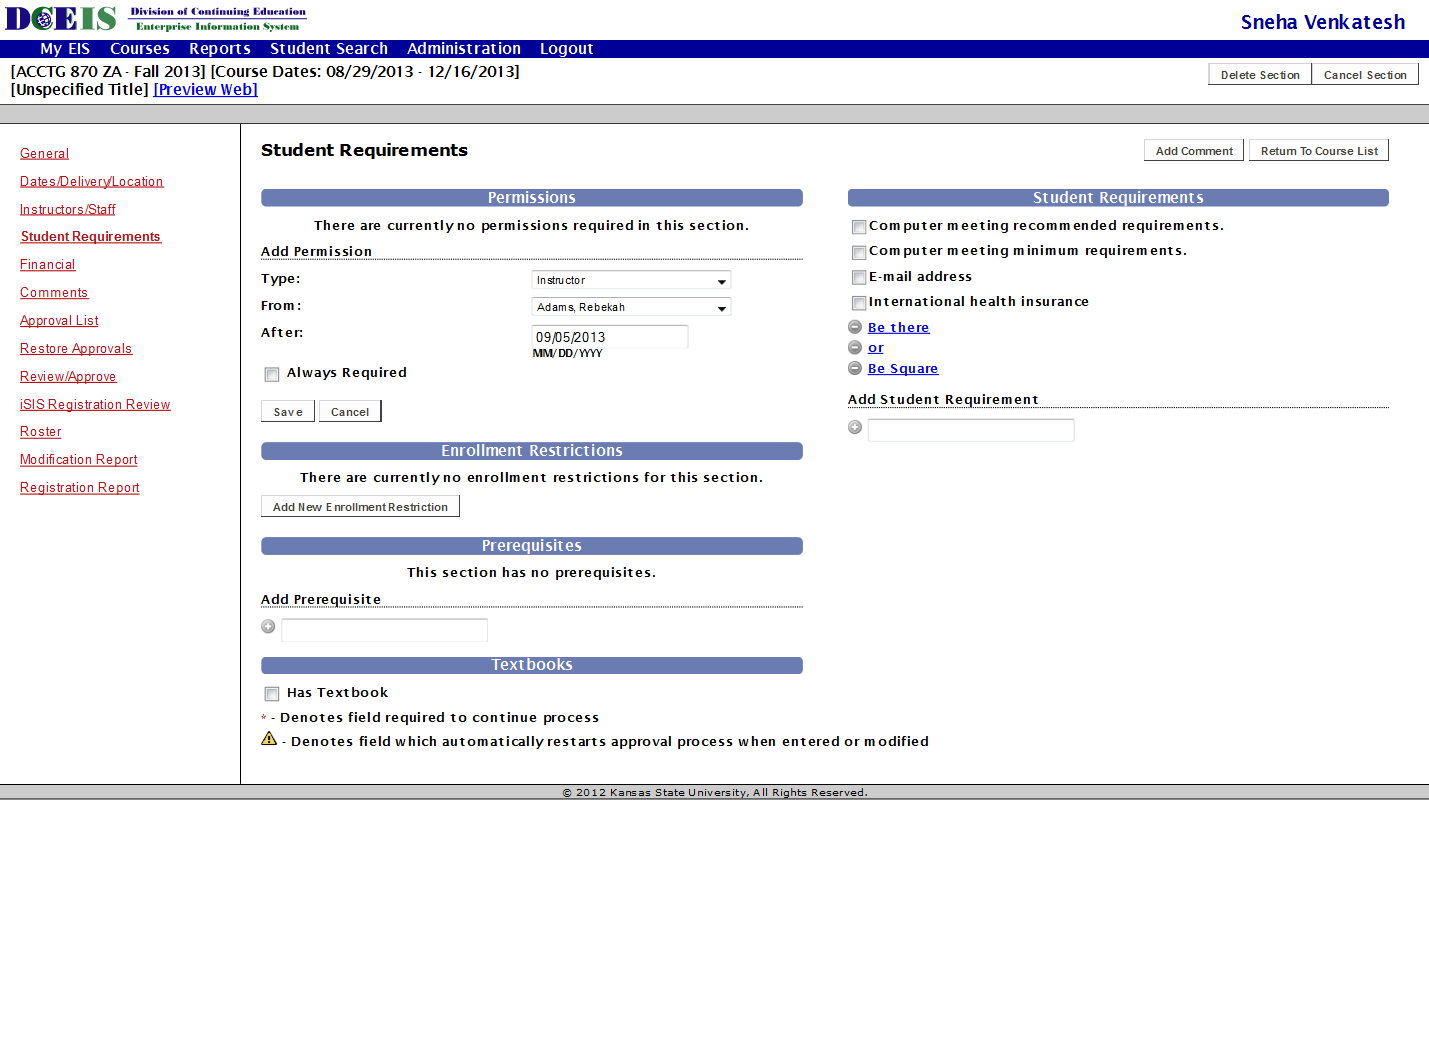 DCEIS Division of Continuing Education
Enterprise Information System
Sneha Venkatesh
My EIS Courses Reports Student Search Administration Logout
[ACCTG 870 ZA - Fall 2013] [Course Dates: 08/29/2013 - 12/16/2013]
[Unspecified Title] [Preview Web]
Delete Section Cancel Section
General
Dates/Delivery/Location
Instructors/Staff
Student Requirements
Financial
Comments
Approval List
Restore Approvals
Review/Approve
iSIS Registration Review
Roster
Modification Report
Registration Report
Student Requirements
Add Comment Return To Course List
Permissions
There are currently no permissions required in this section.
Add Permission
Type: Instructor
From: Adams, Rebekah
After: 09/05/2013
MM/DD/YYYY
Always Required
Save Cancel
Enrollment Restrictions
There are currently no enrollment restrictions for this section.
Add New Enrollment Restriction
Prerequisites
This section has no prerequisites.
Add Prerequisite
Textbooks
Has Textbook
* - Denotes field required to continue process
- Denotes field which automatically restarts approval process when entered or modified
Student Requirements
Computer meeting recommended requirements.
Computer meeting minimum requirements.
E-mail address
International health insurance
Be there
or
Be Square
Add Student Requirement
© 2012 Kansas State University, All Rights Reserved.